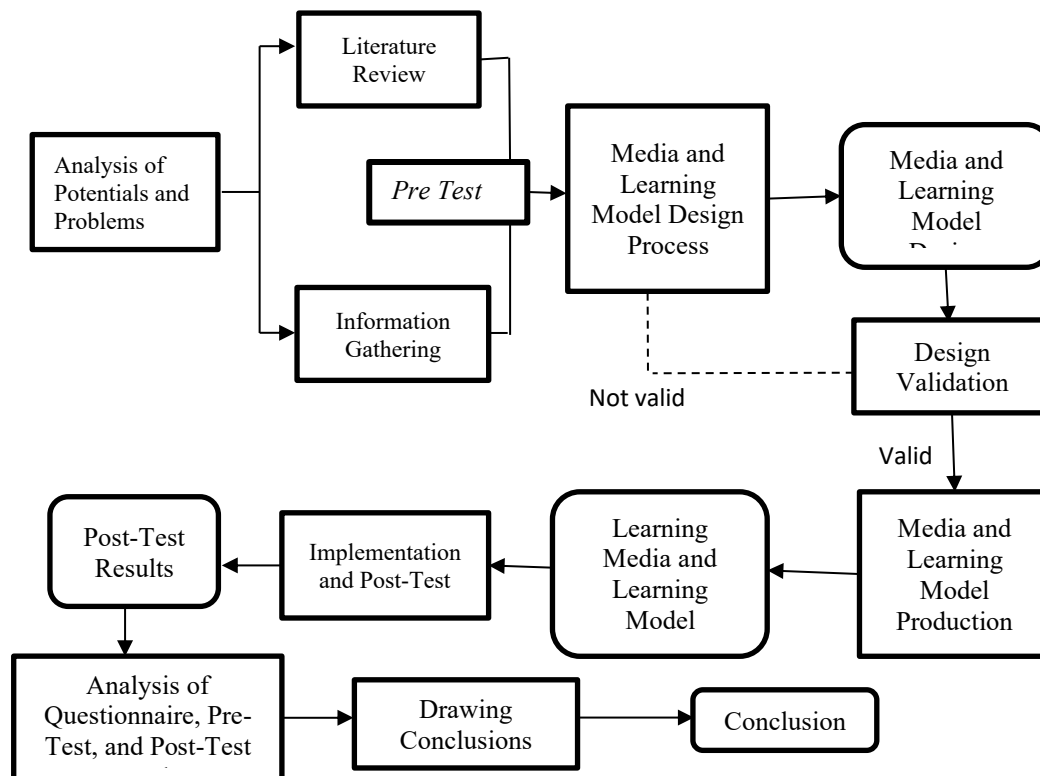 Literature
Review
Analysis of
Potentials and
Problems
Pre Test
Information
Gathering
Media and
Learning
Model Design
Process
Media and
Learning
Model
Design
Validation
Not valid
Valid
Media and
Learning
Model
Production
Learning
Media and
Learning
Model
Implementation
and Post-Test
Post-Test
Results
Analysis of
Questionnaire, Pre-
Test, and Post-Test
Drawing
Conclusions
Conclusion